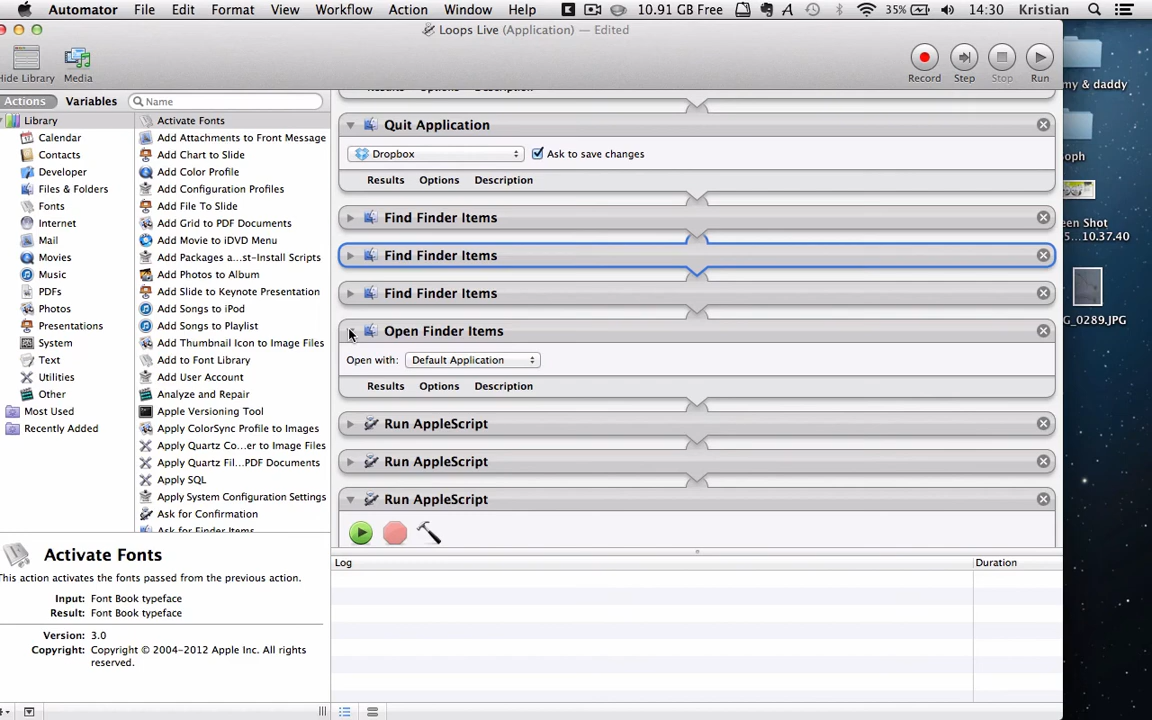 Automator File Edit Format View Workflow Action Window Help 10.91 GB Free 35% 14:30 Kristian
Loops Live (Application) — Edited
Hide Library Media Record Step Stop Run
Actions Variables Name
Library
Calendar
Contacts
Developer
Files & Folders
Fonts
Internet
Mail
Movies
Music
PDFs
Photos
Presentations
System
Text
Utilities
Other
Most Used
Recently Added
Activate Fonts
Add Attachments to Front Message
Add Chart to Slide
Add Color Profile
Add Configuration Profiles
Add File To Slide
Add Grid to PDF Documents
Add Movie to iDVD Menu
Add Packages a...st-Install Scripts
Add Photos to Album
Add Slide to Keynote Presentation
Add Songs to iPod
Add Songs to Playlist
Add Thumbnail Icon to Image Files
Add to Font Library
Add User Account
Analyze and Repair
Apple Versioning Tool
Apply ColorSync Profile to Images
Apply Quartz Co...er to Image Files
Apply Quartz Fil...PDF Documents
Apply SQL
Apply System Configuration Settings
Ask for Confirmation
Ask for Finder Items
Results Options Description
Quit Application
Dropbox Ask to save changes
Results Options Description
Find Finder Items
Find Finder Items
Find Finder Items
Open Finder Items
Open with: Default Application
Results Options Description
Run AppleScript
Run AppleScript
Run AppleScript
Log Duration
Activate Fonts
This action activates the fonts passed from the previous action.
Input: Font Book typeface
Result: Font Book typeface
Version: 3.0
Copyright: Copyright © 2004–2012 Apple Inc. All rights
reserved.
my & daddy
oph
een Shot
5...10.37.40
G_0289.JPG